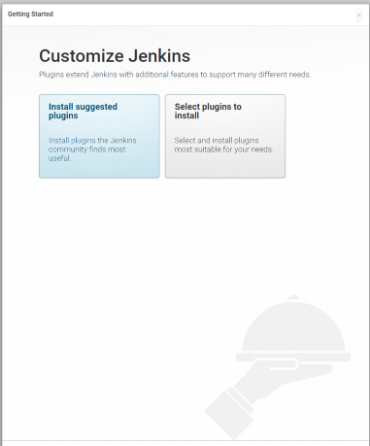 Getting Started
Customize Jenkins
Plugins extend Jenkins with additional features to support many different needs.
Install suggested
plugins
Install plugins the Jenkins
community finds most
useful.
Select plugins to
install
Select and install plugins
most suitable for your needs.